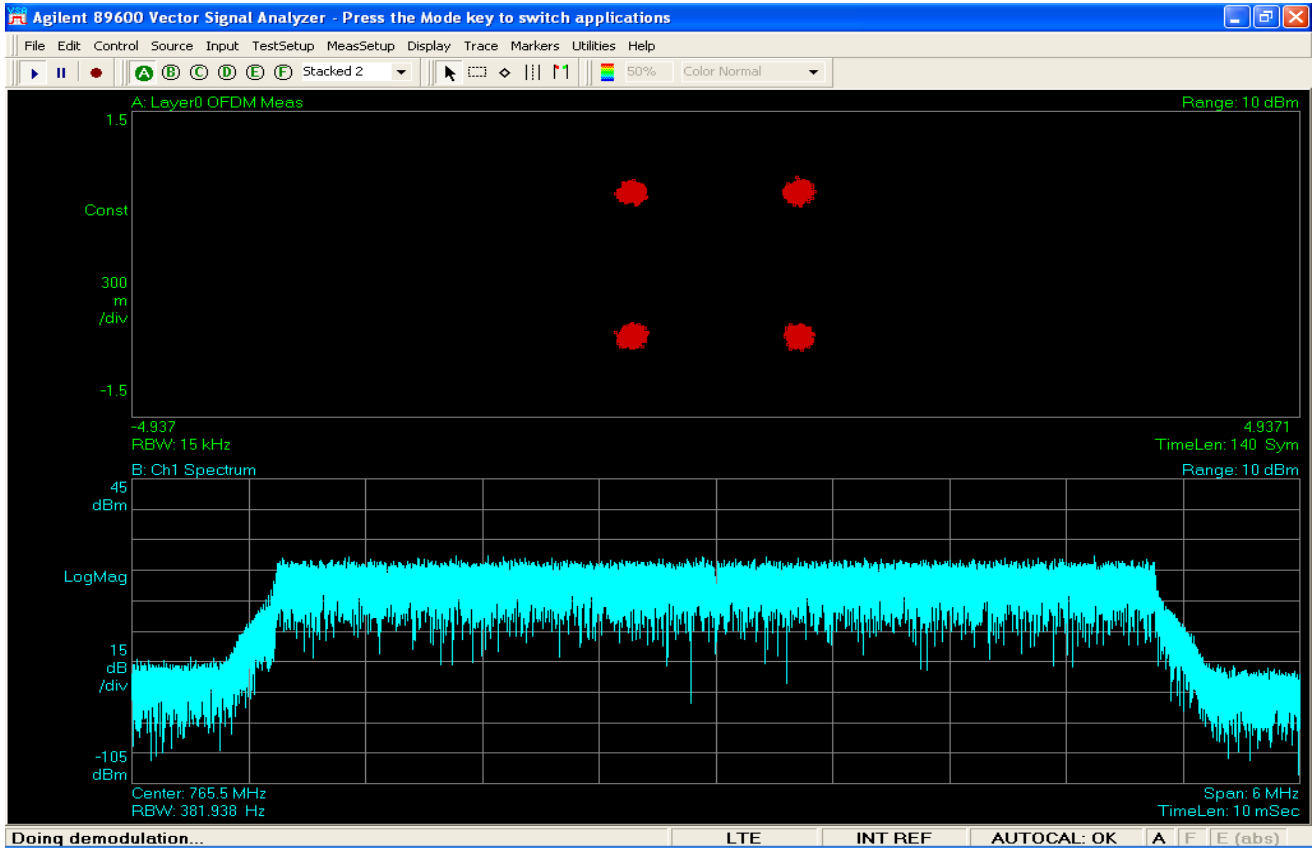 VSA Agilent 89600 Vector Signal Analyzer - Press the Mode key to switch applications
File Edit Control Source Input TestSetup MeasSetup Display Trace Markers Utilities Help
A B C D E F Stacked 2 50% Color Normal
A: Layer0 OFDM Meas Range: 10 dBm
1.5
Const
300
m
/div
-1.5
-4.937 4.9371
RBW: 15 kHz TimeLen: 140 Sym
B: Ch1 Spectrum Range: 10 dBm
45
dBm
LogMag
15
dB
/div
-105
dBm
Center: 765.5 MHz Span: 6 MHz
RBW: 381.938 Hz TimeLen: 10 mSec
Doing demodulation... LTE INT REF AUTOCAL: OK A F E (abs)